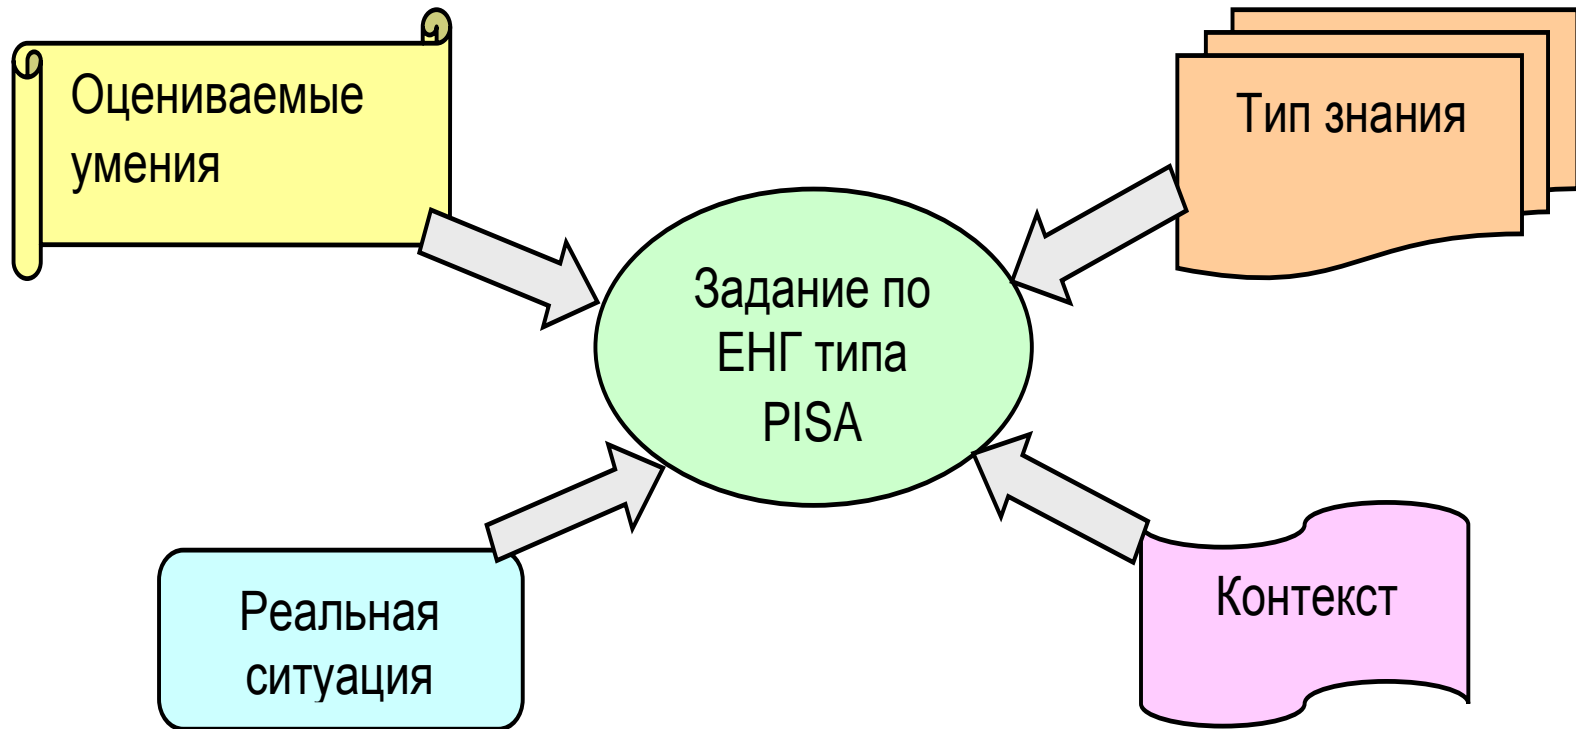 Оцениваемые
умения
Тип знания
Задание по
ЕНГ типа
PISA
Реальная
ситуация
Контекст